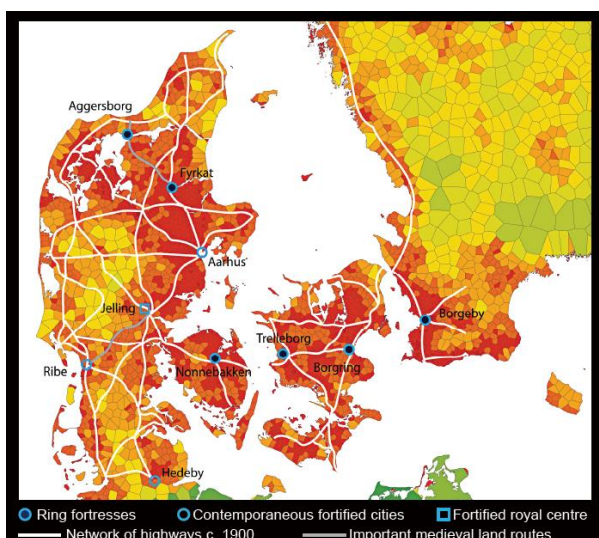 Aggersborg
Fyrkat
Aarhus
Jelling
Borgeby
Trelleborg
Borgring
Ribe
Nonnebakken
Hedeby
Ring fortresses Contemporaneous fortified cities Fortified royal centre
Network of highways c. 1900 Important medieval land routes